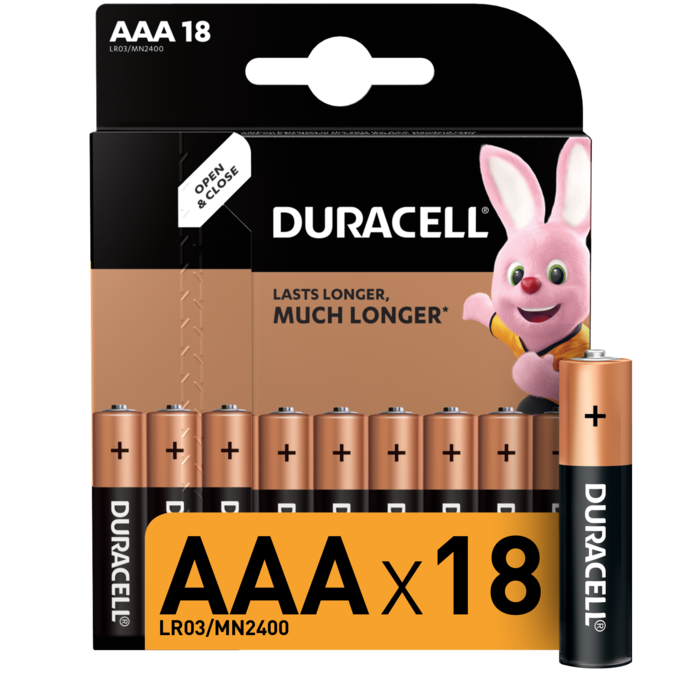 AAA 18
LR03/MN2400
OPEN
& CLOSE
DURACELL®
LASTS LONGER,
MUCH LONGER*
+
+
+
+
+
+
+
+
+
DURACELL®
DURACELL®
AAA x 18
LR03/MN2400